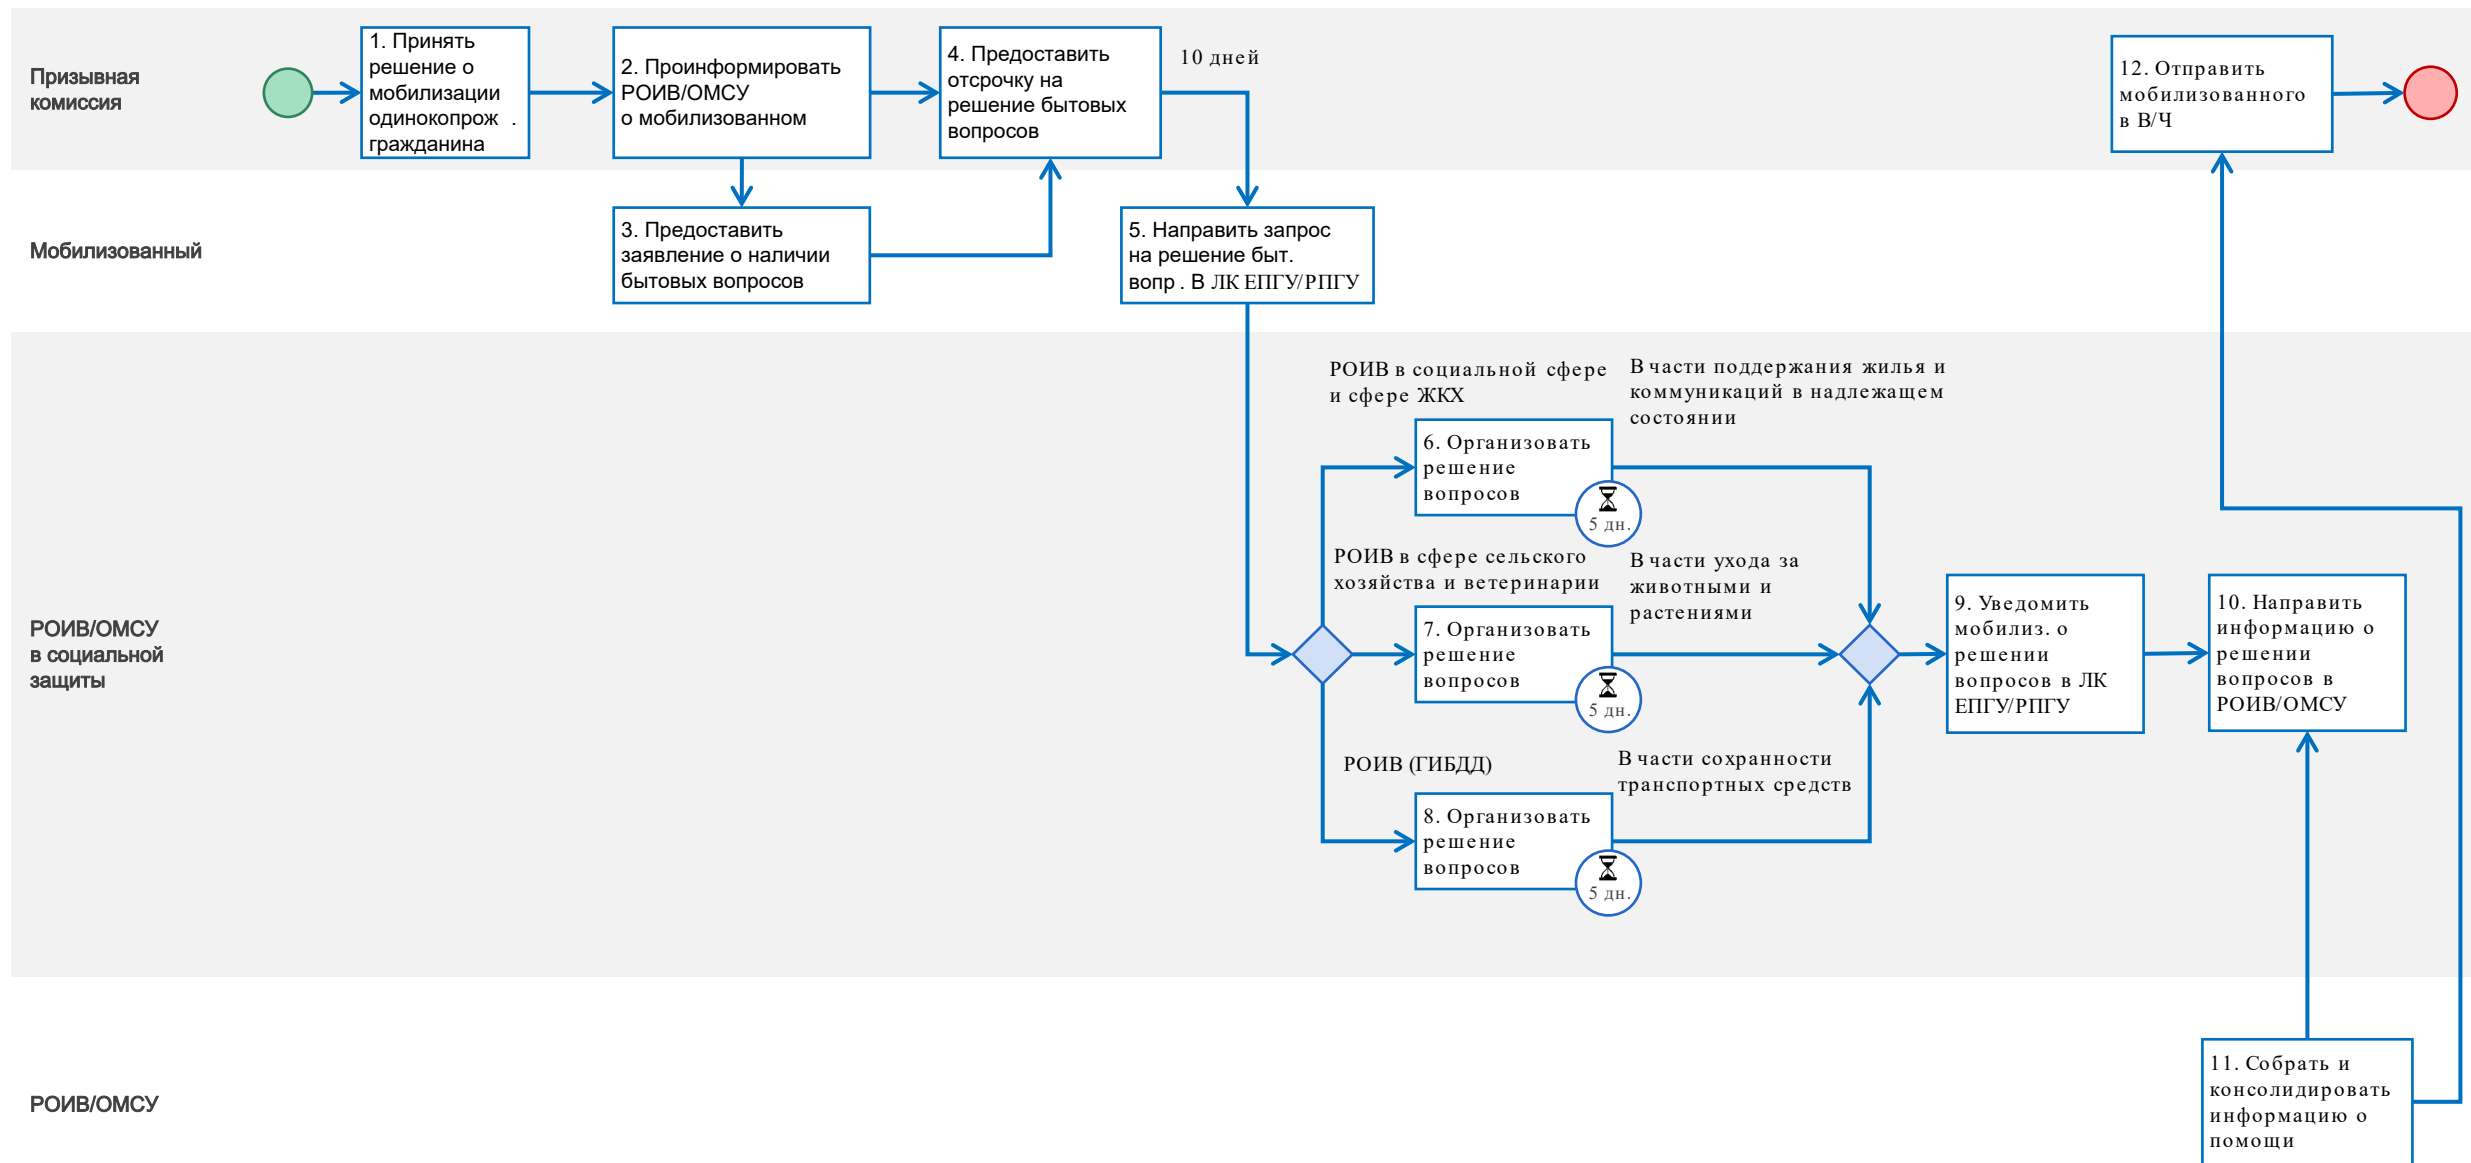 Призывная
комиссия
1. Принять
решение о
мобилизации
одинокопрож .
гражданина
2. Проинформировать
РОИВ/ОМСУ
о мобилизованном
4. Предоставить
отсрочку на
решение бытовых
вопросов
10 дней
12. Отправить
мобилизованного
в В/Ч
Мобилизованный
3. Предоставить
заявление о наличии
бытовых вопросов
5. Направить запрос
на решение быт.
вопр . В ЛК ЕПГУ/РПГУ
РОИВ/ОМСУ
в социальной
защиты
РОИВ в социальной сфере
и сфере ЖКХ
В части поддержания жилья и
коммуникаций в надлежащем
состоянии
6. Организовать
решение
вопросов
5 дн.
РОИВ в сфере сельского
хозяйства и ветеринарии
В части ухода за
животными и
растениями
7. Организовать
решение
вопросов
5 дн.
РОИВ (ГИБДД)
В части сохранности
транспортных средств
8. Организовать
решение
вопросов
5 дн.
9. Уведомить
мобилиз. о
решении
вопросов в ЛК
ЕПГУ/РПГУ
10. Направить
информацию о
решении
вопросов в
РОИВ/ОМСУ
РОИВ/ОМСУ
11. Собрать и
консолидировать
информацию о
помощи